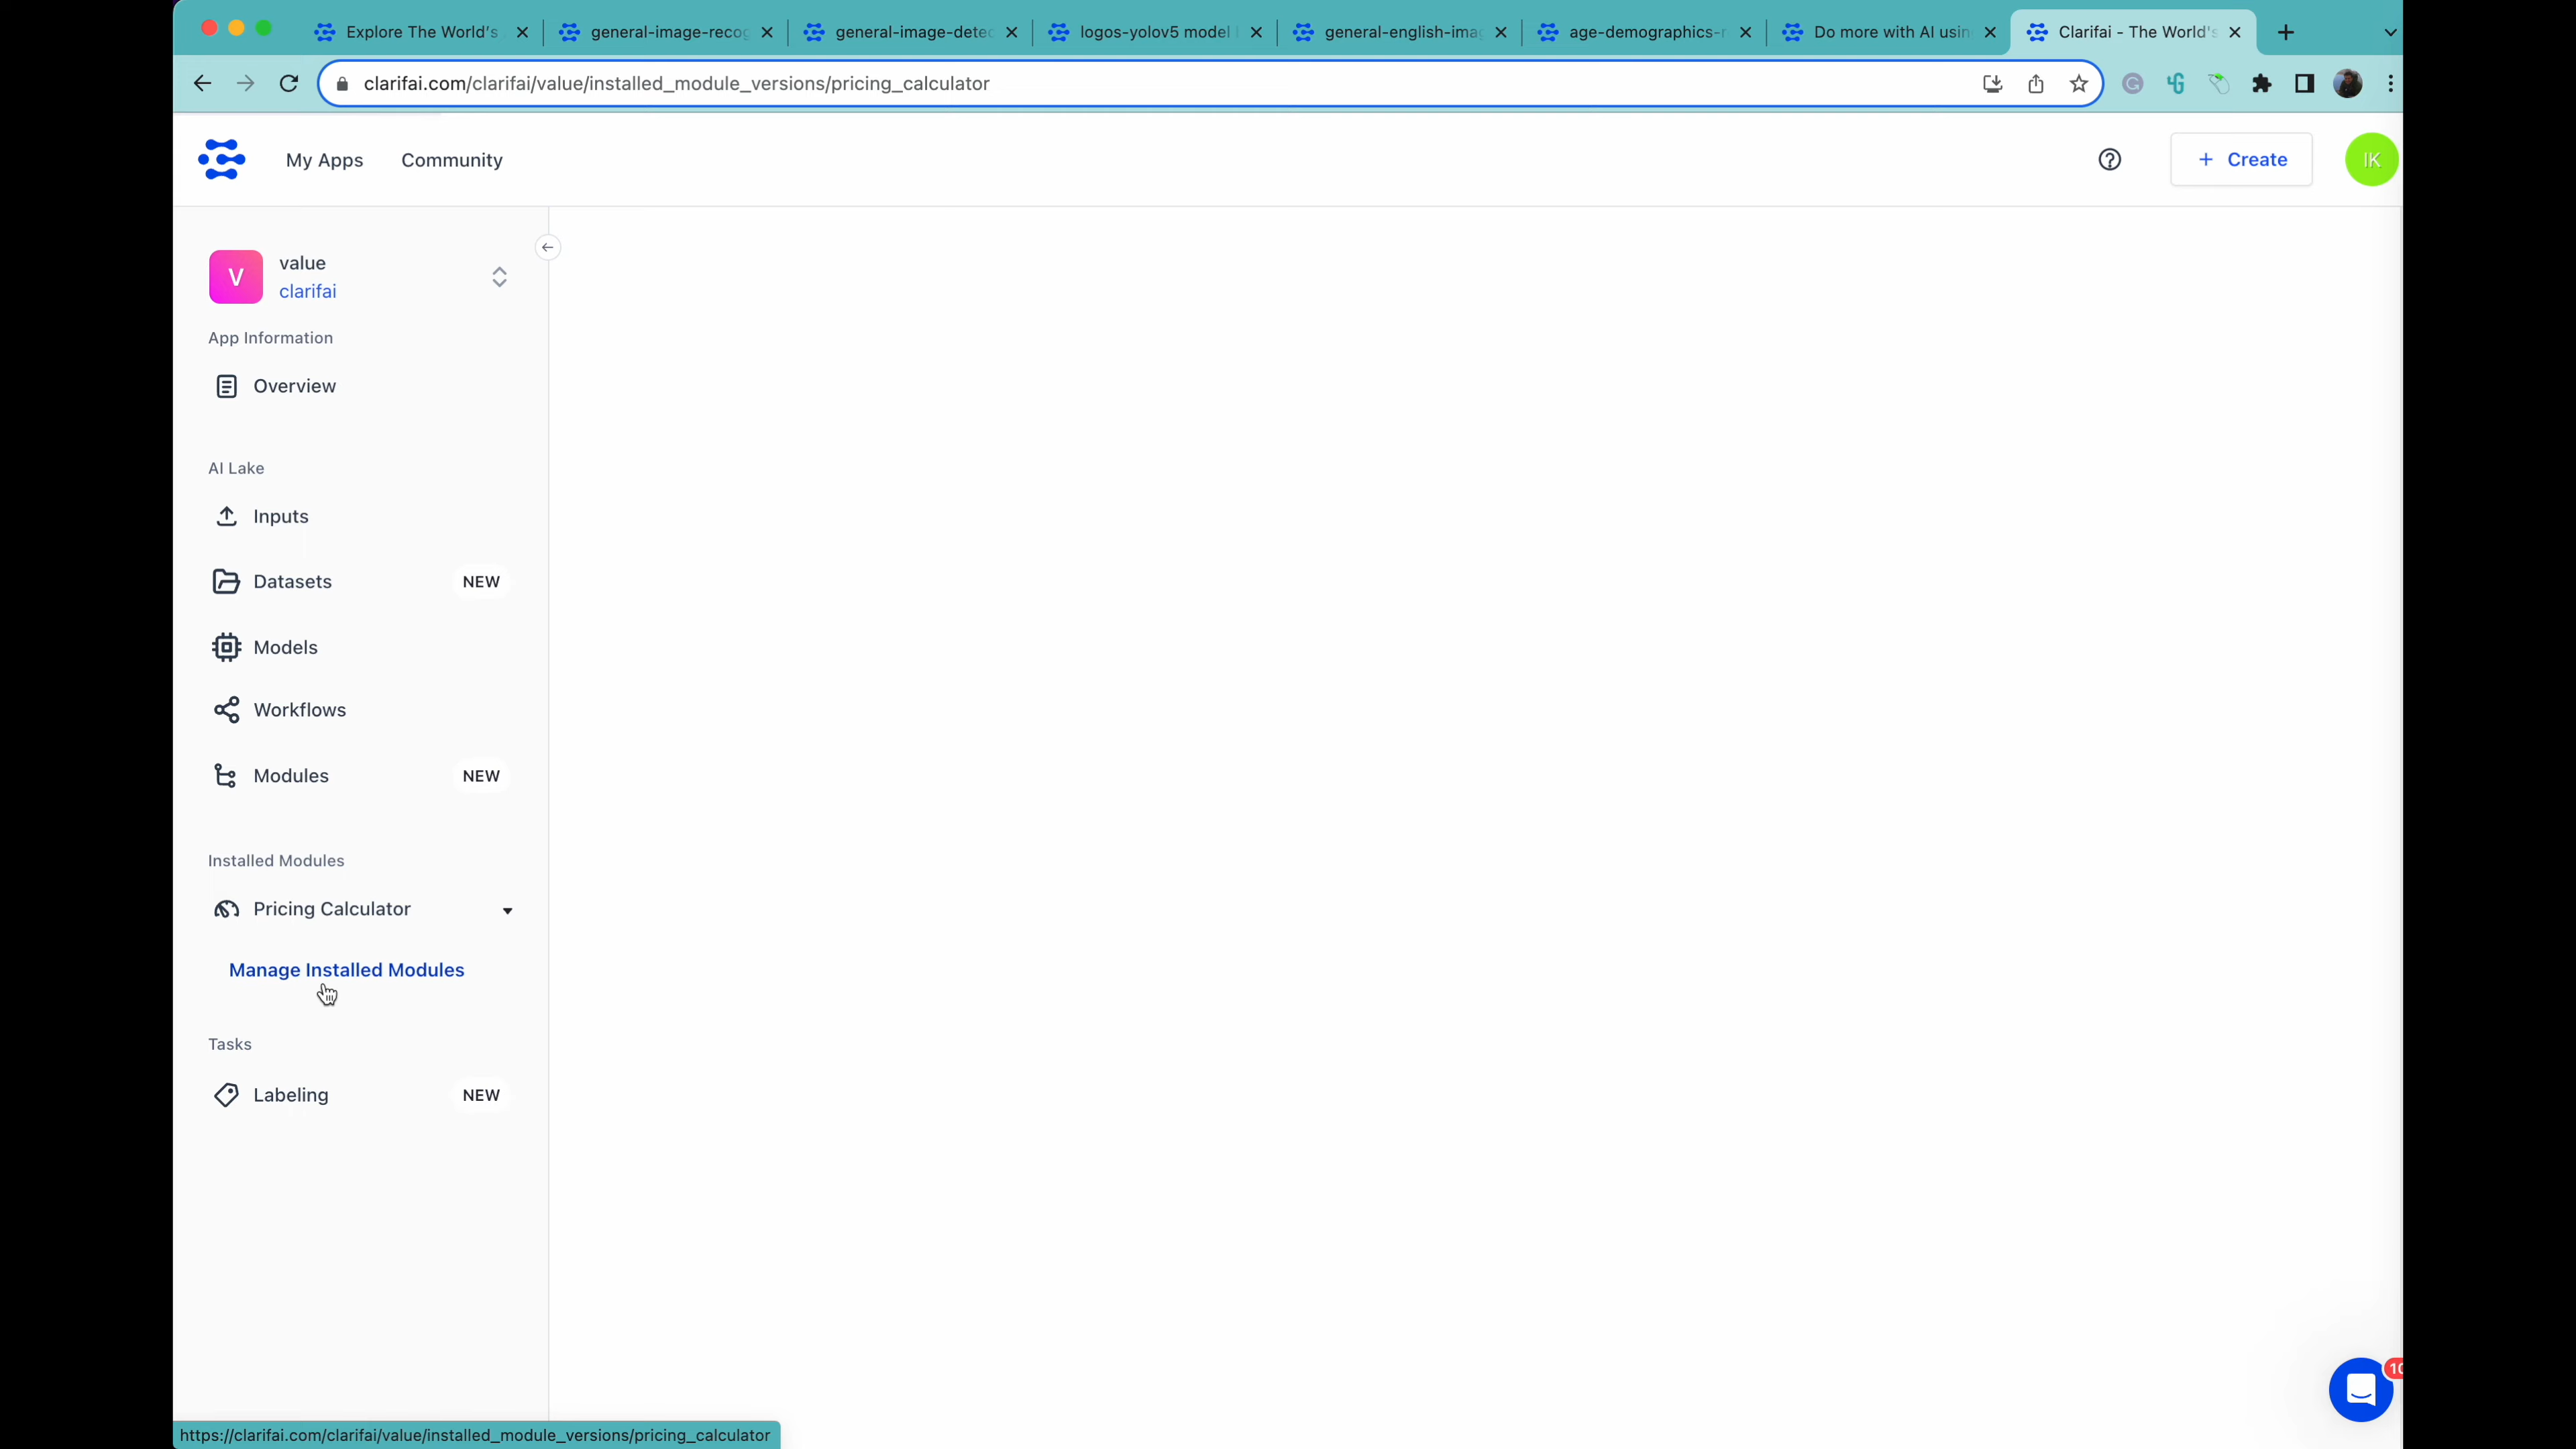 Explore The World's
general-image-recog
general-image-detec
logos-yolov5 model
general-english-imag
age-demographics-r
Do more with AI usin
Clarifai - The World's
clarifai.com/clarifai/value/installed_module_versions/pricing_calculator
My Apps
Community
+ Create
IK
V
value
clarifai
App Information
Overview
AI Lake
Inputs
Datasets NEW
Models
Workflows
Modules NEW
Installed Modules
Pricing Calculator
Manage Installed Modules
Tasks
Labeling NEW
10
https://clarifai.com/clarifai/value/installed_module_versions/pricing_calculator